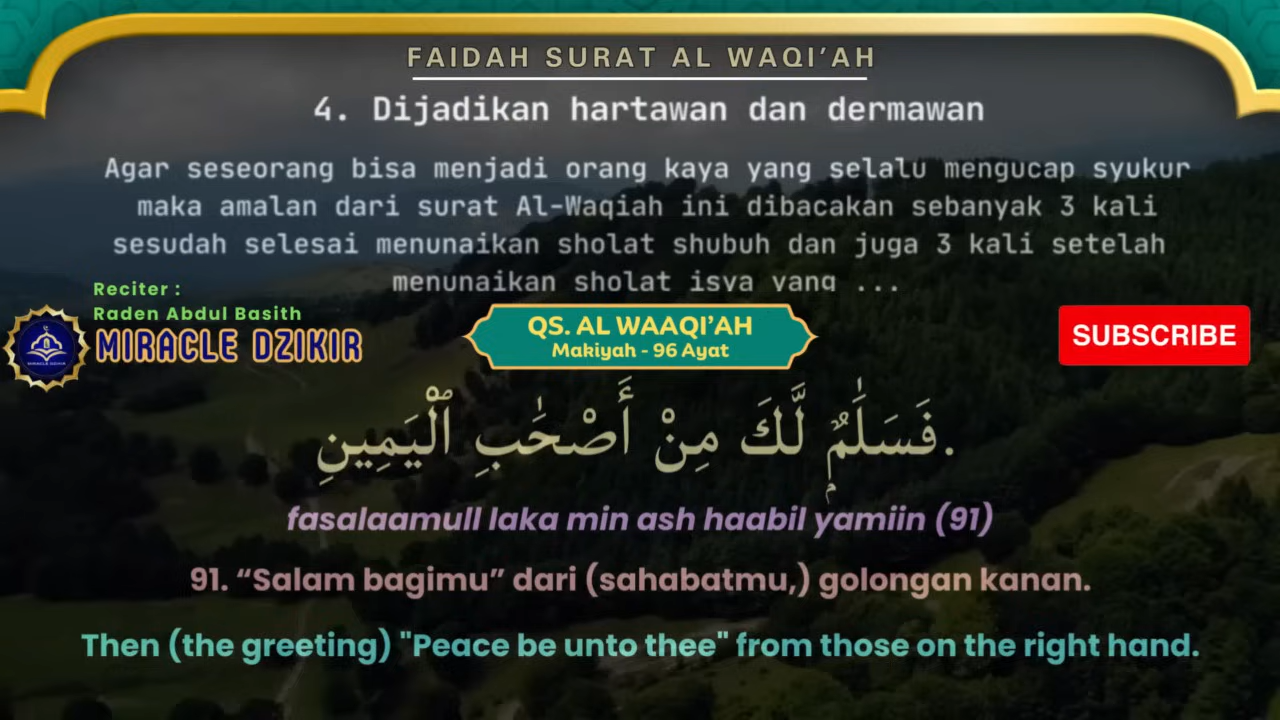 FAIDAH SURAT AL WAQI'AH
4. Dijadikan hartawan dan dermawan
Agar seseorang bisa menjadi orang kaya yang selalu mengucap syukur
maka amalan dari surat Al-Waqiah ini dibacakan sebanyak 3 kali
sesudah selesai menunaikan sholat shubuh dan juga 3 kali setelah
menunaikan sholat isya yang ...
Reciter :
Raden Abdul Basith
MIRACLE DZIKIR
QS. AL WAAQI'AH
Makiyah - 96 Ayat
SUBSCRIBE
فَسَلَٰمٌۭ لَّكَ مِنْ أَصْحَٰبِ ٱلْيَمِينِ.
fasalaamull laka min ash haabil yamiin (91)
91. “Salam bagimu” dari (sahabatmu,) golongan kanan.
Then (the greeting) "Peace be unto thee" from those on the right hand.